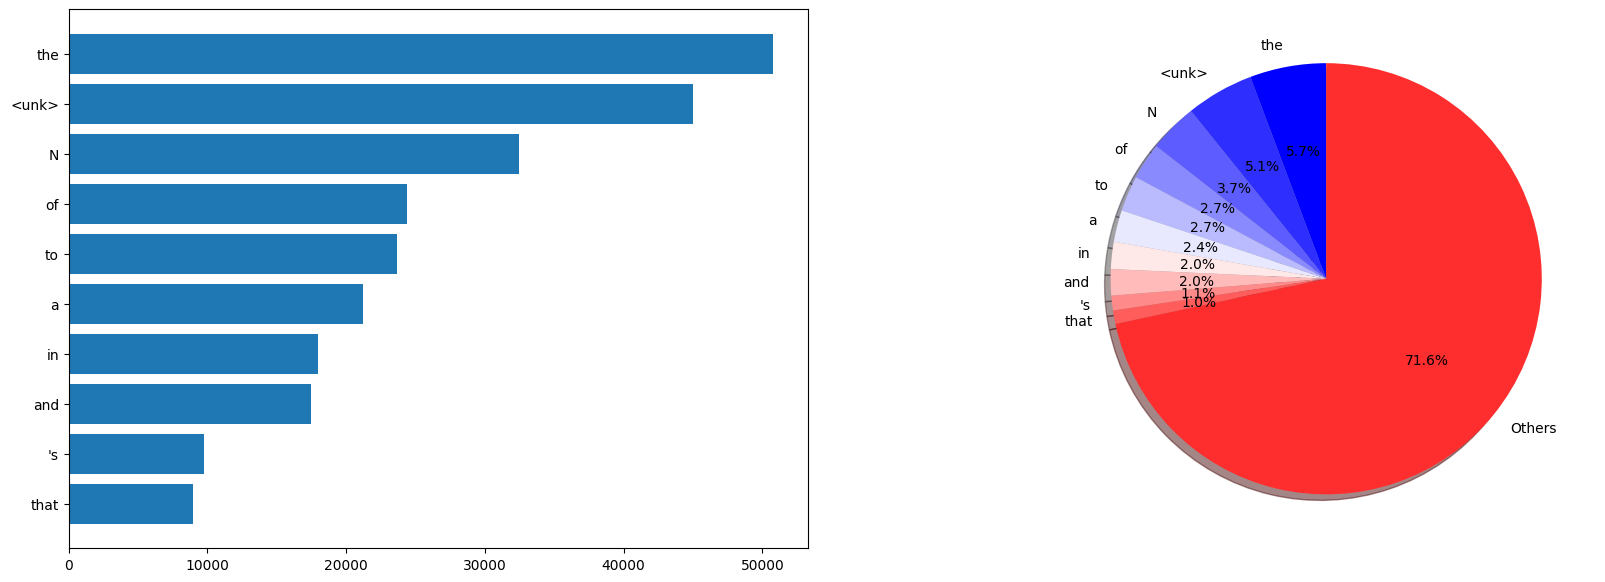 the
<unk>
N
of
to
a
in
and
's
that
0
10000
20000
30000
40000
50000
the
<unk>
N
of
to
a
in
and
's
that
Others
5.7%
5.1%
3.7%
2.7%
2.7%
2.4%
2.0%
2.0%
1.1%
1.0%
71.6%